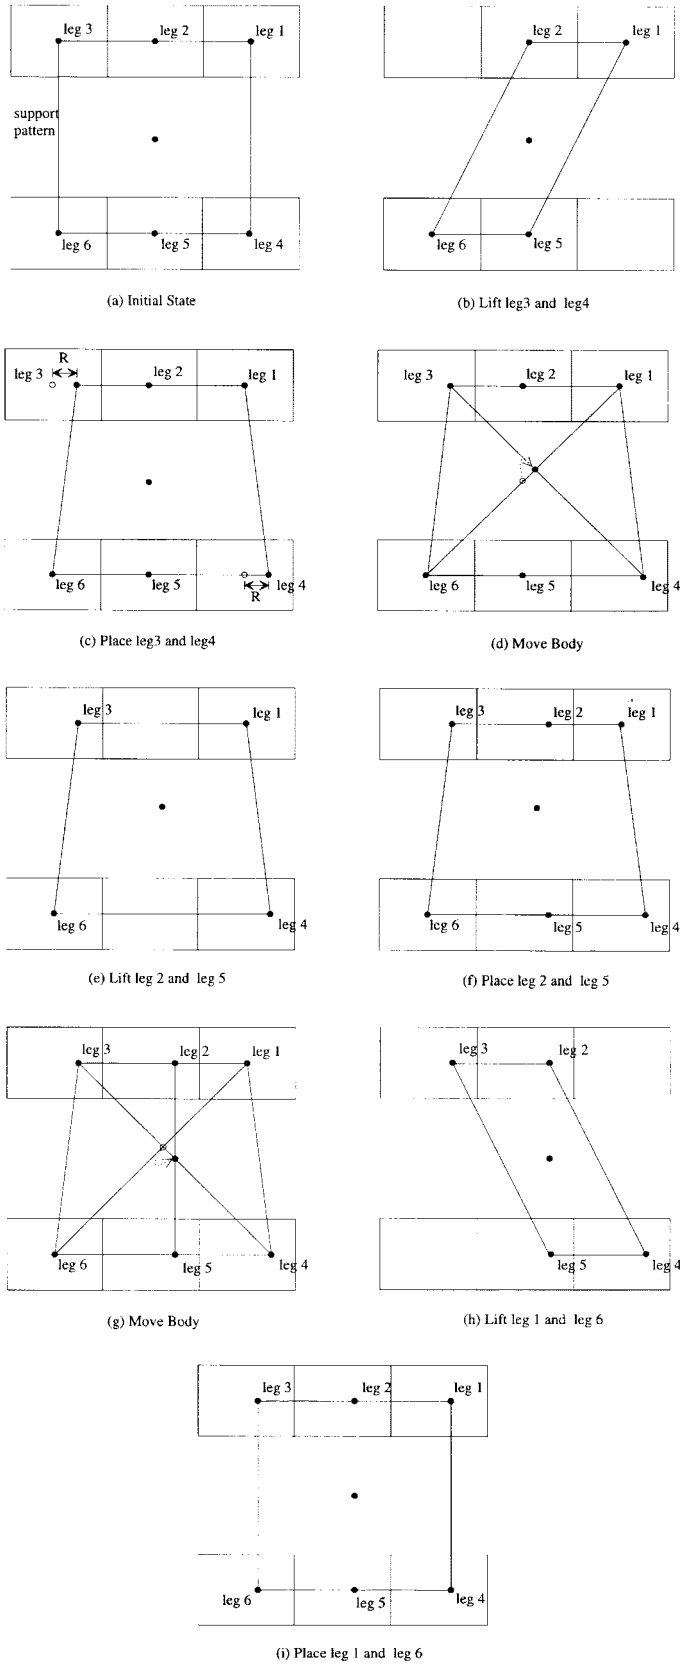 leg 3 leg 2 leg 1
support
pattern
leg 6 leg 5 leg 4
(a) Initial State
leg 2 leg 1
leg 6 leg 5
(b) Lift leg3 and leg4
R
leg 3 leg 2 leg 1
leg 6 leg 5 leg 4
R
(c) Place leg3 and leg4
leg 3 leg 2 leg 1
leg 6 leg 5 leg 4
(d) Move Body
leg 3 leg 1
leg 6 leg 4
(e) Lift leg 2 and leg 5
leg 3 leg 2 leg 1
leg 6 leg 5 leg 4
(f) Place leg 2 and leg 5
leg 3 leg 2 leg 1
leg 6 leg 5 leg 4
(g) Move Body
leg 3 leg 2
leg 5 leg 4
(h) Lift leg 1 and leg 6
leg 3 leg 2 leg 1
leg 6 leg 5 leg 4
(i) Place leg 1 and leg 6